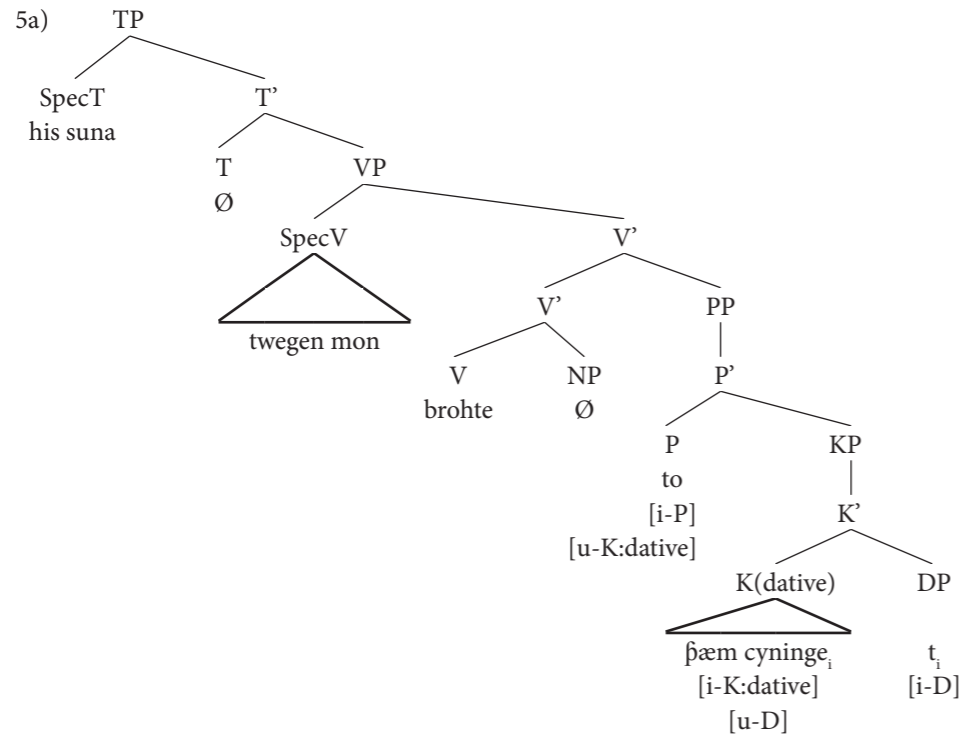 5a) TP
SpecT T’
his suna
T VP
Ø
SpecV V’
twegen mon
V’ PP
V NP P’
brohte Ø
P KP
to
[i-P] K’
[u-K:dative]
K(dative) DP
þæm cyningeᵢ tᵢ
[i-K:dative] [i-D]
[u-D]